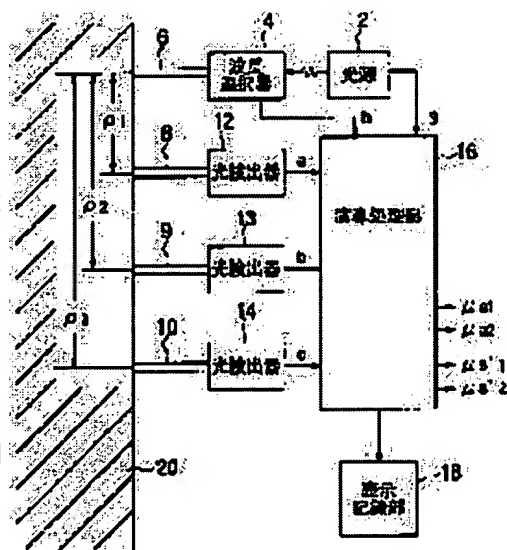 6
4
2
波長
選択器
光源
ρ1
8
12
h
g
光検出器
a
16
ρ2
9
13
演算処理部
光検出器
b
ρ3
10
14
μa1
μa2
光検出器
c
μs'1
μs'2
20
表示
記録部
18